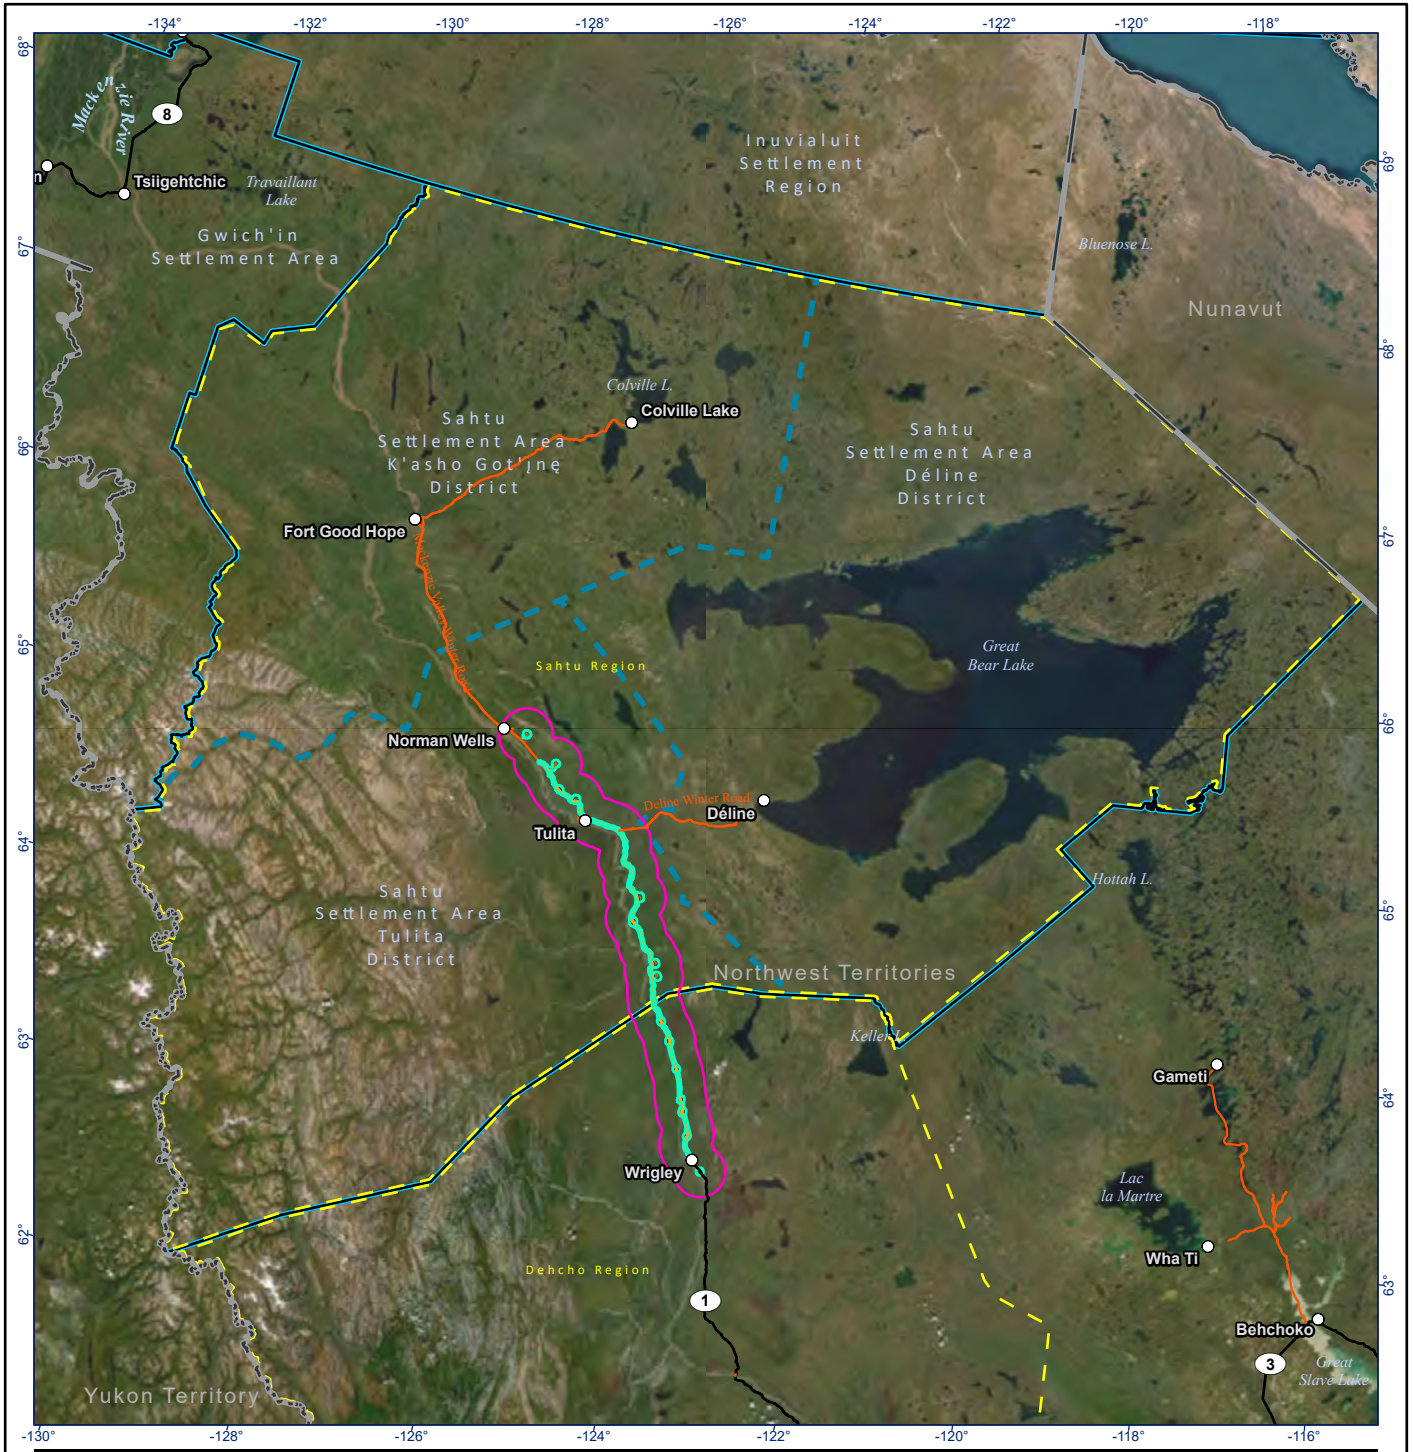 -134°
-132°
-130°
-128°
-126°
-124°
-122°
-120°
-118°
68°
67°
66°
65°
64°
63°
62°
69°
68°
67°
66°
65°
64°
63°
Mackenzie River
8
n
Tsiigehtchic
Travaillant
Lake
Gwich'in
Settlement Area
Inuvialuit
Settlement
Region
Bluenose L.
Nunavut
Colville L.
Colville Lake
Sahtu
Settlement Area
K'asho Got'įnę
District
Sahtu
Settlement Area
Déline
District
Fort Good Hope
Mackenzie Valley Winter Road
Great
Bear Lake
Sahtu Region
Norman Wells
Deline Winter Road
Déline
Tulita
Hottah L.
Sahtu
Settlement Area
Tulita
District
Northwest Territories
Keller L.
Gameti
Wrigley
Lac
la Martre
Wha Ti
Dehcho Region
1
Behchoko
3
Great
Slave Lake
Yukon Territory
-130°
-128°
-126°
-124°
-122°
-120°
-118°
-116°